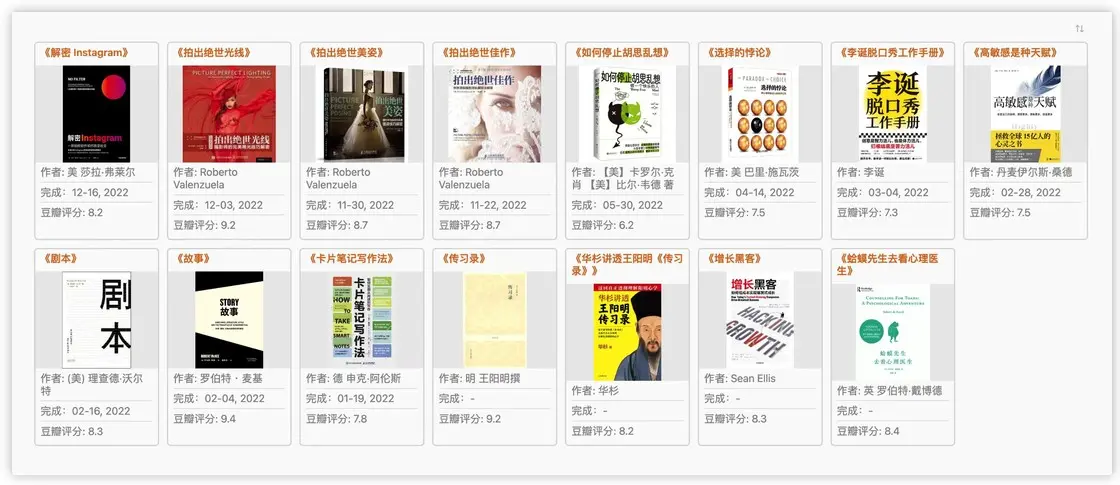 《解密 Instagram》
NO FILTER
解密Instagram
作者: 美 莎拉·弗莱尔
完成：12-16, 2022
豆瓣评分: 8.2
《拍出绝世光线》
PICTURE PERFECT LIGHTING
拍出绝世光线
作者: Roberto
Valenzuela
完成：12-03, 2022
豆瓣评分: 9.2
《拍出绝世美姿》
拍出绝世
美姿
PICTURE PERFECT
POSING
作者: Roberto
Valenzuela
完成：11-30, 2022
豆瓣评分: 8.7
《拍出绝世佳作》
拍出绝世佳作
作者: Roberto
Valenzuela
完成：11-22, 2022
豆瓣评分: 8.7
《如何停止胡思乱想》
如何停止胡思乱想
作者: 【美】卡罗尔·克
肖 【美】比尔·韦德 著
完成：05-30, 2022
豆瓣评分: 6.2
《选择的悖论》
PARADOX OF CHOICE
选择的悖论
作者: 美 巴里·施瓦茨
完成：04-14, 2022
豆瓣评分: 7.5
《李诞脱口秀工作手册》
李诞
脱口秀
工作手册
作者: 李诞
完成：03-04, 2022
豆瓣评分: 7.3
《高敏感是种天赋》
高敏感是种天赋
拯救全球 15亿人的
心灵之书
作者: 丹麦伊尔斯·桑德
完成：02-28, 2022
豆瓣评分: 7.5
《剧本》
剧
本
作者: (美) 理查德·沃尔
特
完成：02-16, 2022
豆瓣评分: 8.3
《故事》
STORY
故事
作者: 罗伯特・麦基
完成：02-04, 2022
豆瓣评分: 9.4
《卡片笔记写作法》
HOW
TO
TAKE
SMART
NOTES
卡片笔记写作法
作者: 德 申克·阿伦斯
完成：01-19, 2022
豆瓣评分: 7.8
《传习录》
传习录
作者: 明 王阳明撰
完成：-
豆瓣评分: 9.2
《华杉讲透王阳明《传习
录》》
华杉讲透
王阳明
传习录
华杉
作者: 华杉
完成：-
豆瓣评分: 8.2
《增长黑客》
增长黑客
HACKING
GROWTH
作者: Sean Ellis
完成：-
豆瓣评分: 8.3
《蛤蟆先生去看心理医
生》
COUNSELLING FOR TOADS
A PSYCHOLOGICAL ADVENTURE
蛤蟆先生
去看心理医生
作者: 英 罗伯特·戴博德
完成：-
豆瓣评分: 8.4